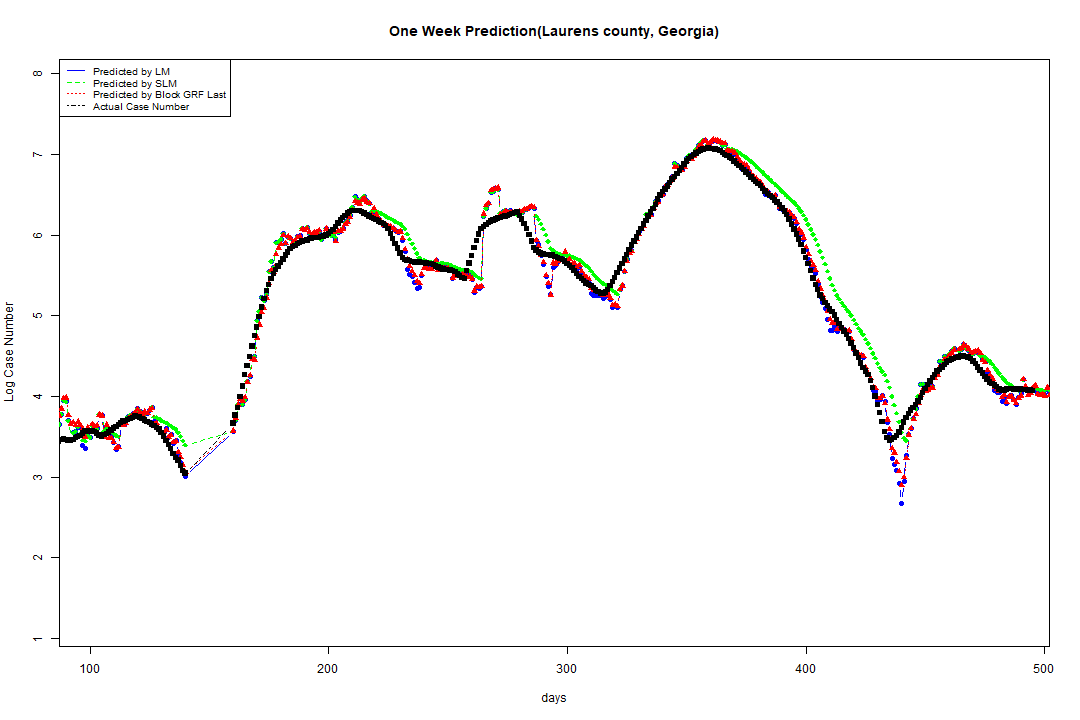 One Week Prediction(Laurens county, Georgia)
Predicted by LM
Predicted by SLM
Predicted by Block GRF Last
Actual Case Number
8
7
6
5
4
3
2
1
Log Case Number
100 200 300 400 500
days